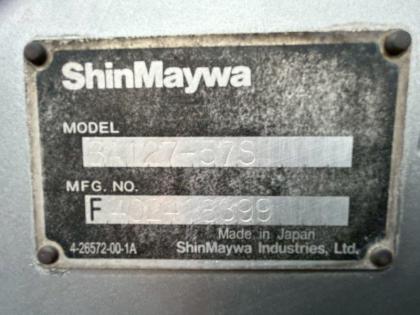 ShinMaywa
MODEL
MFG. NO.
F
Made in Japan
4-26572-00-1A ShinMaywa Industries, Ltd.